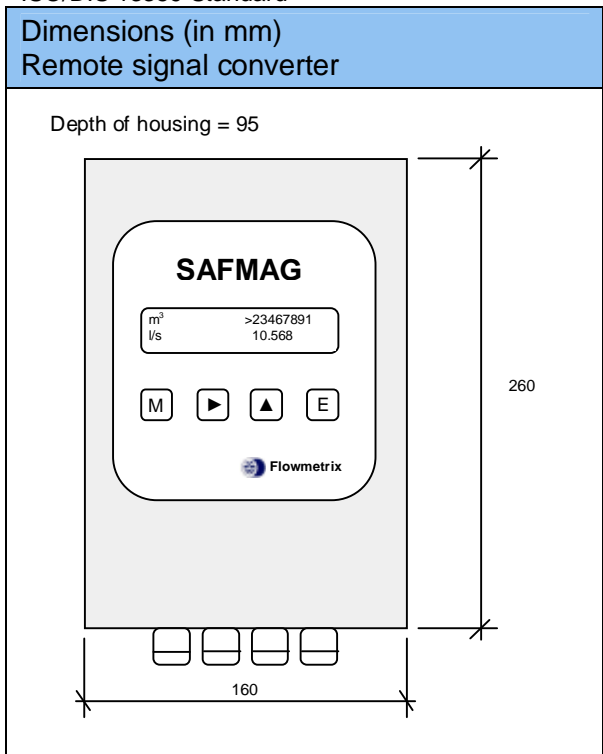 Dimensions (in mm)
Remote signal converter
Depth of housing = 95
SAFMAG
m³ >23467891
l/s 10.568
M ► ▲ E
Flowmetrix
260
160